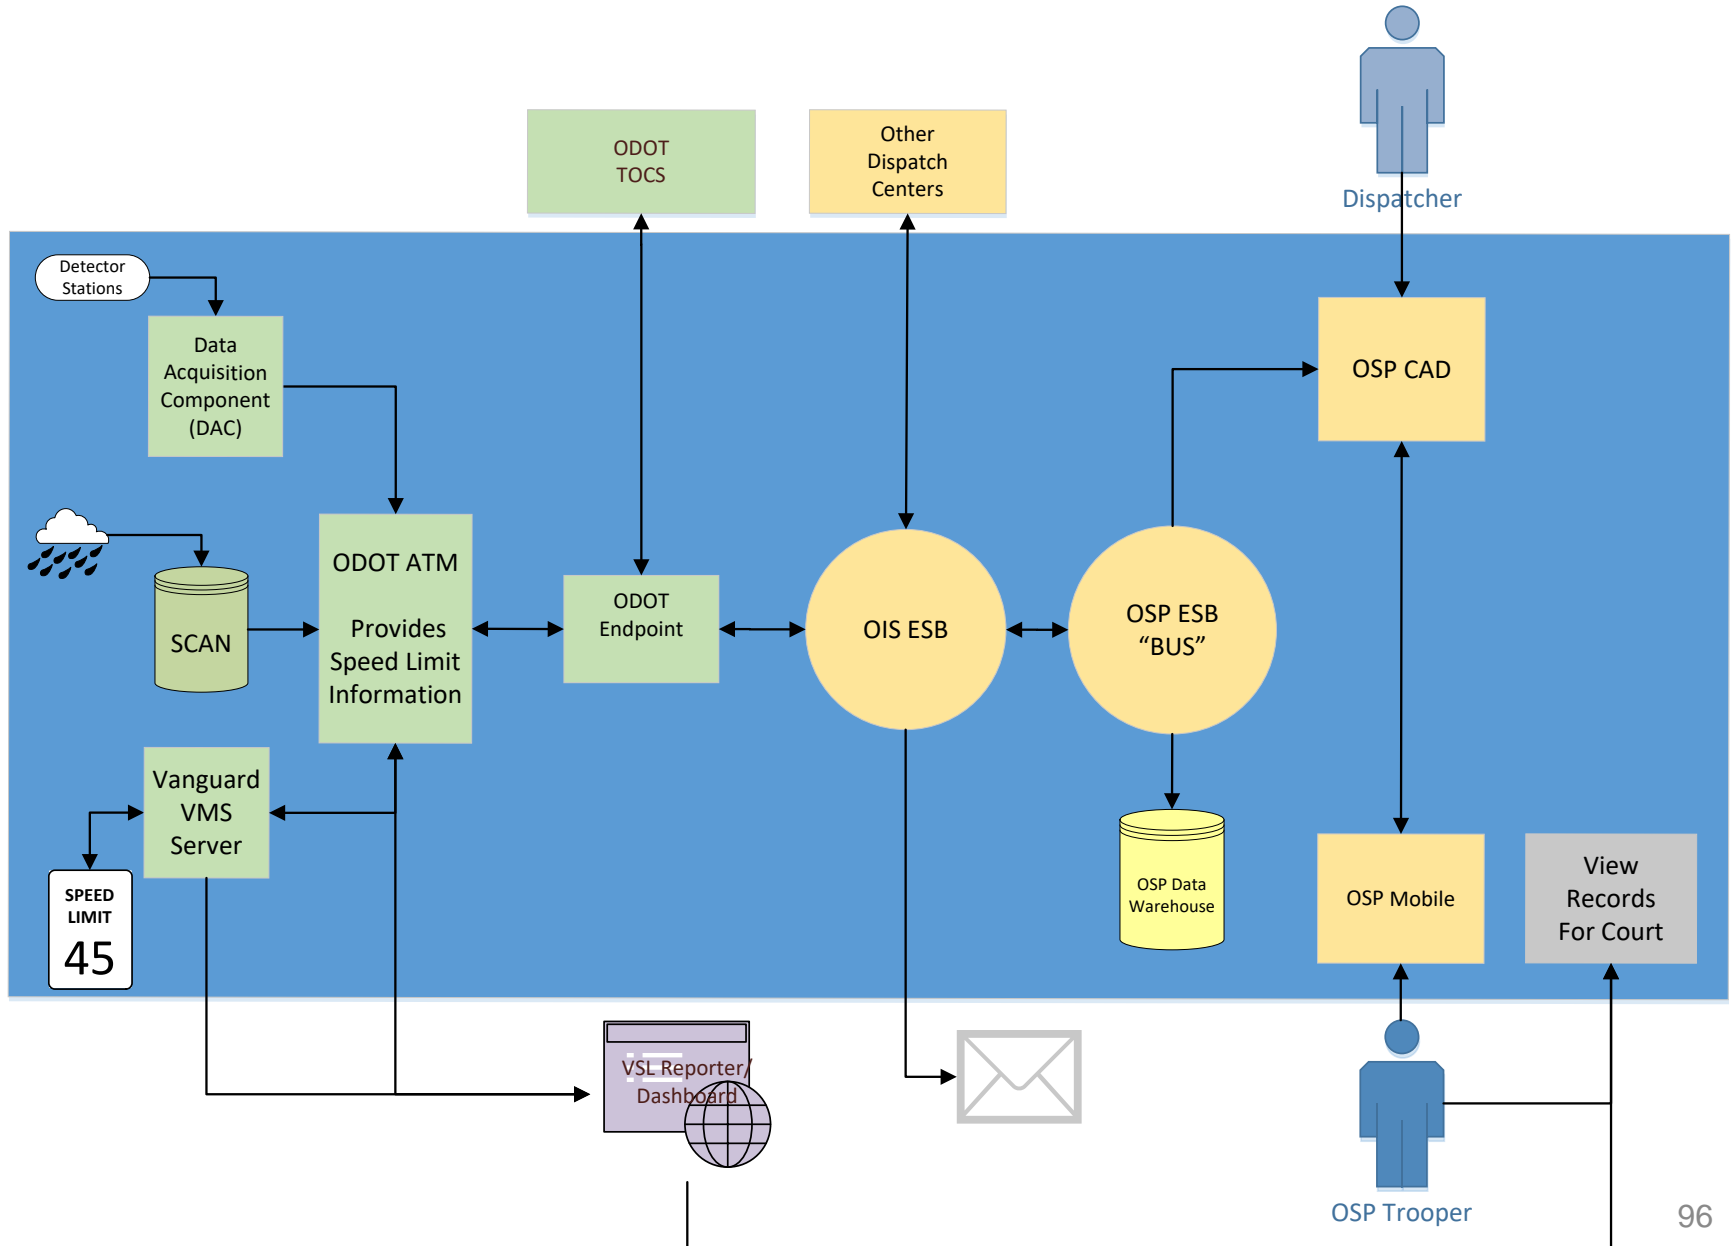 Dispatcher
ODOT
TOCS
Other
Dispatch
Centers
Detector
Stations
Data
Acquisition
Component
(DAC)
OSP CAD
SCAN
ODOT ATM
Provides
Speed Limit
Information
ODOT
Endpoint
OIS ESB
OSP ESB
“BUS”
Vanguard
VMS
Server
SPEED
LIMIT
45
OSP Data
Warehouse
OSP Mobile
View
Records
For Court
VSL Reporter/
Dashboard
OSP Trooper
96